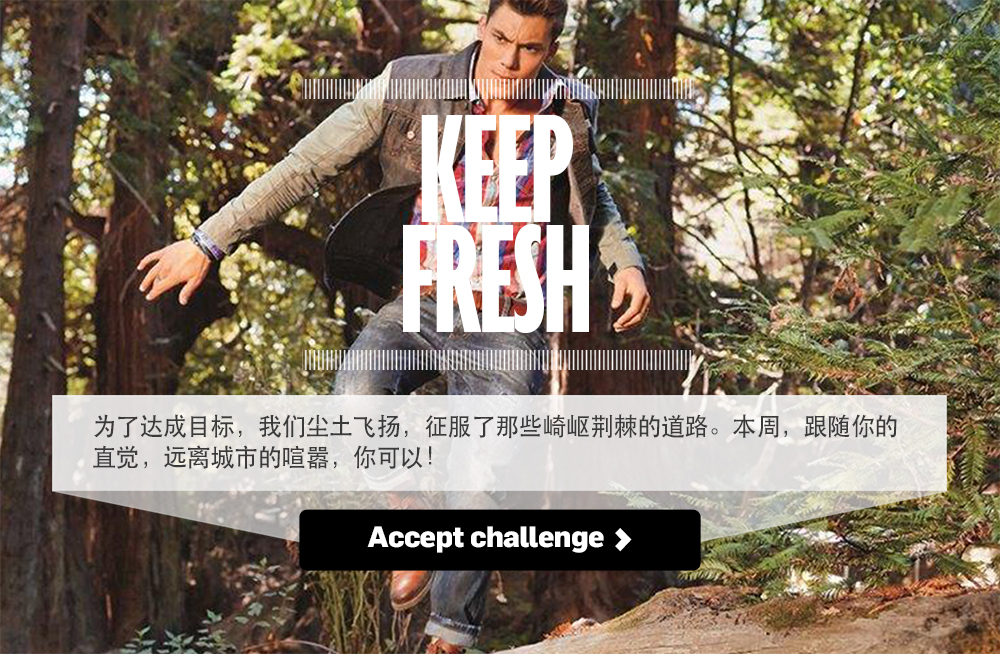 KEEP
FRESH
为了达成目标，我们尘土飞扬，征服了那些崎岖荆棘的道路。本周，跟随你的
直觉，远离城市的喧嚣，你可以！
Accept challenge